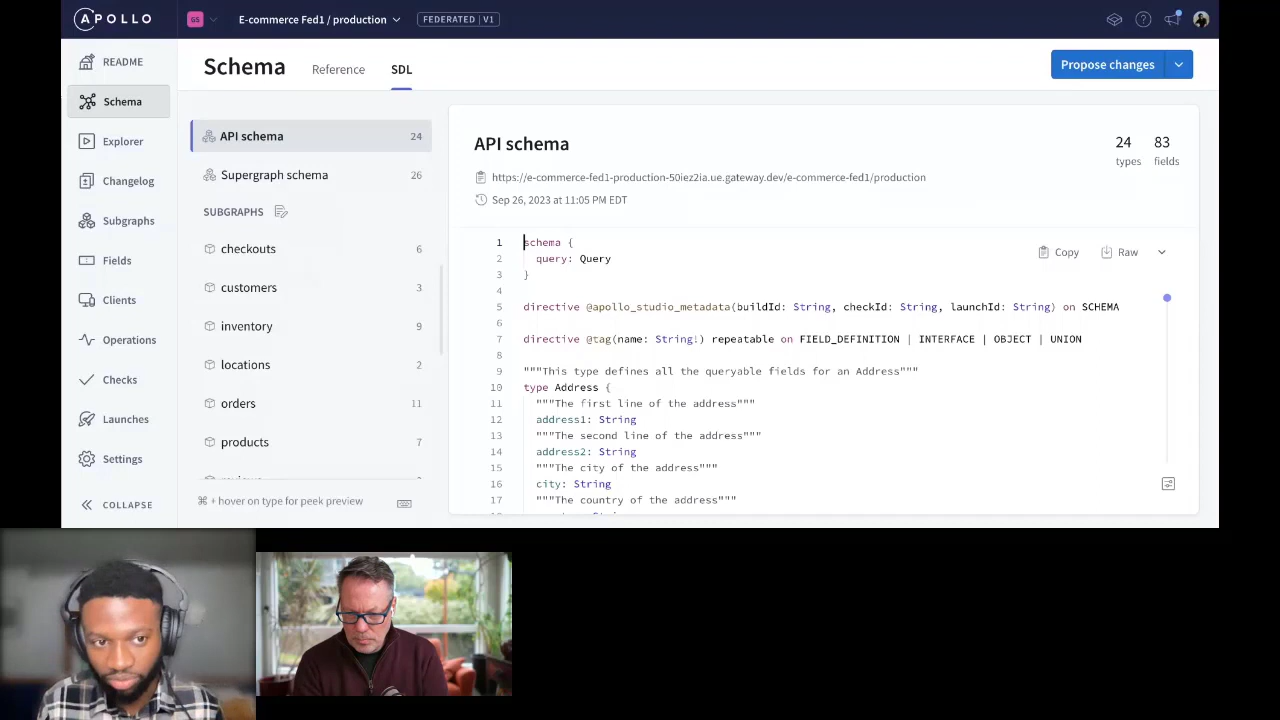 APOLLO
GS
E-commerce Fed1 / production
FEDERATED | V1
README
Schema
Explorer
Changelog
Subgraphs
Fields
Clients
Operations
Checks
Launches
Settings
COLLAPSE
Schema
Reference
SDL
Propose changes
API schema 24
Supergraph schema 26
SUBGRAPHS
checkouts 6
customers 3
inventory 9
locations 2
orders 11
products 7
⌘ + hover on type for peek preview
API schema
24 types
83 fields
https://e-commerce-fed1-production-50iez2ia.ue.gateway.dev/e-commerce-fed1/production
Sep 26, 2023 at 11:05 PM EDT
Copy
Raw
1 schema {
2 query: Query
3 }
4
5 directive @apollo_studio_metadata(buildId: String, checkId: String, launchId: String) on SCHEMA
6
7 directive @tag(name: String!) repeatable on FIELD_DEFINITION | INTERFACE | OBJECT | UNION
8
9 """This type defines all the queryable fields for an Address"""
10 type Address {
11 """The first line of the address"""
12 address1: String
13 """The second line of the address"""
14 address2: String
15 """The city of the address"""
16 city: String
17 """The country of the address"""